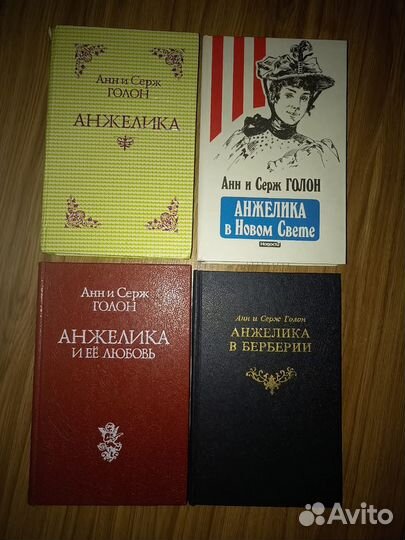 Анн и Серж
ГОЛОН
АНЖЕЛИКА
Анн и Серж ГОЛОН
АНЖЕЛИКА
в Новом Свете
Новости
Анн и Серж
ГОЛОН
АНЖЕЛИКА
И ЕЁ ЛЮБОВЬ
Анн и Серж Голон
АНЖЕЛИКА
В БЕРБЕРИИ
Avito